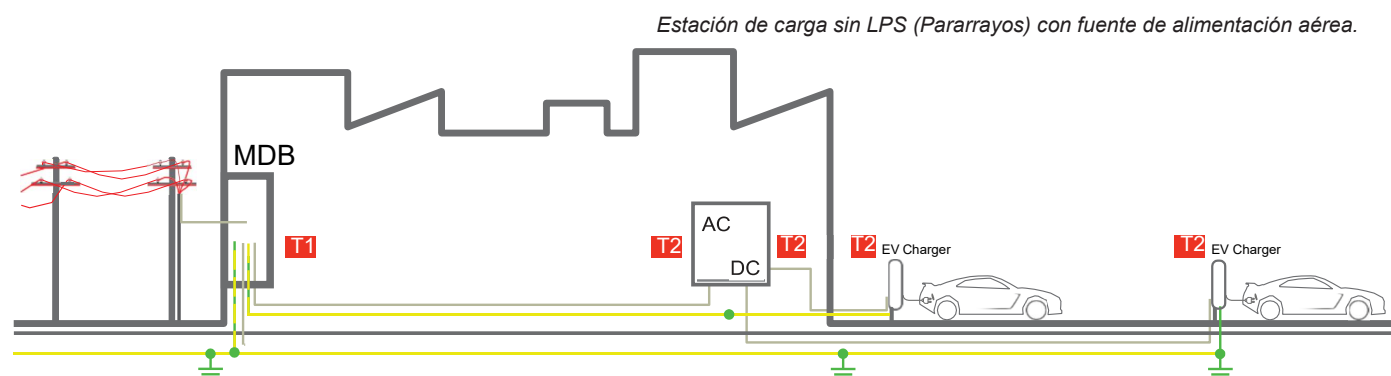 Estación de carga sin LPS (Pararrayos) con fuente de alimentación aérea.
MDB
T1
T2
AC
DC
T2
T2
EV Charger
T2
EV Charger